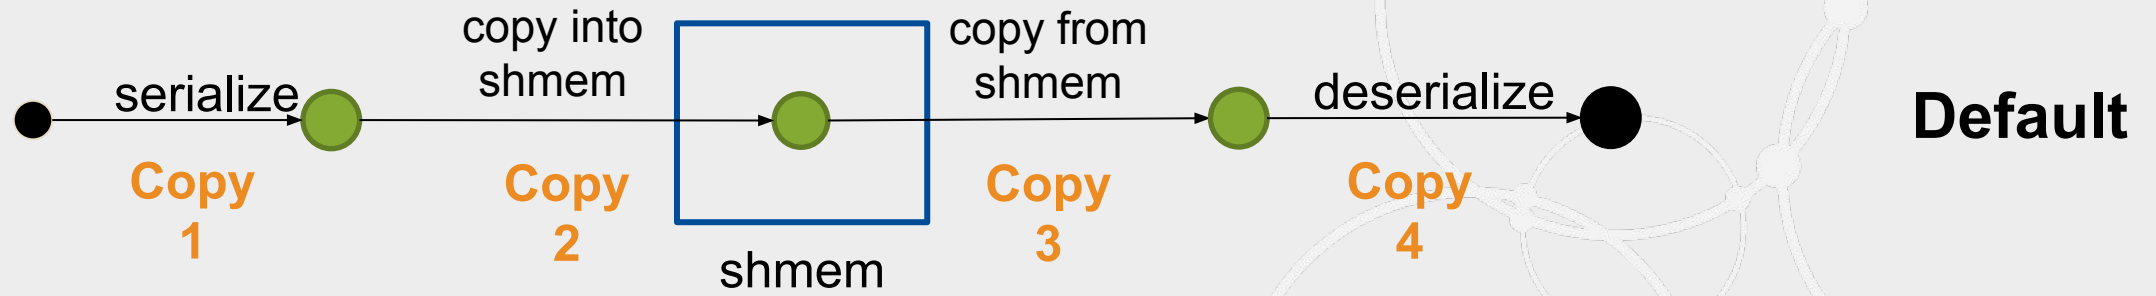 serialize
copy into
shmem
copy from
shmem
deserialize
Default
Copy
1
Copy
2
Copy
3
Copy
4
shmem